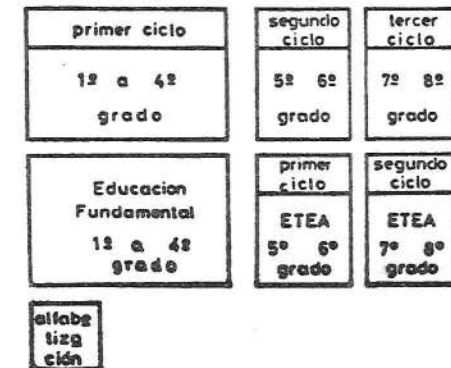 primer ciclo
1º a 4º
grado
segundo
ciclo
5º 6º
grado
tercer
ciclo
7º 8º
grado
Educacion
Fundamental
1º a 4º
grado
primer
ciclo
ETEA
5º 6º
grado
segundo
ciclo
ETEA
7º 8º
grado
alfabe
tiza
ción